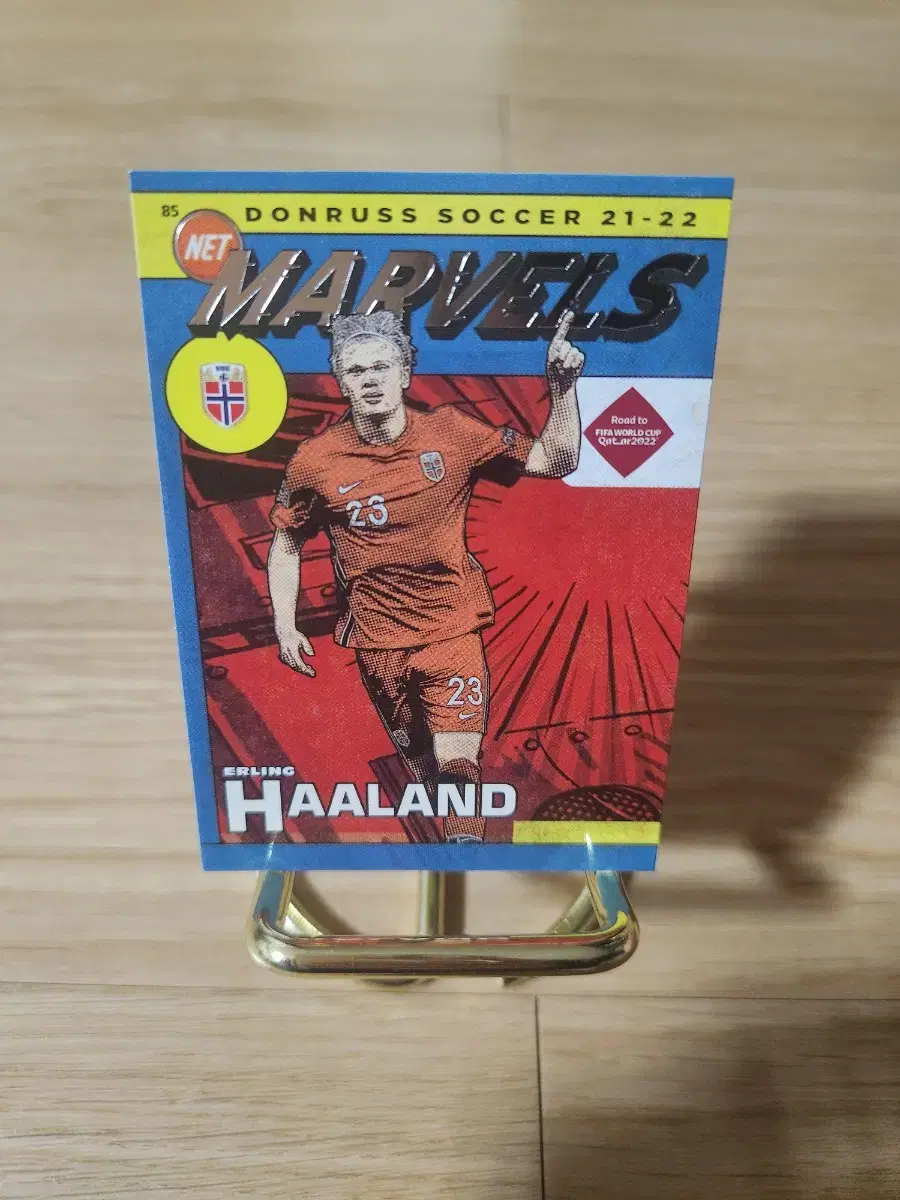 85
DONRUSS SOCCER 21-22
NET
MARVELS
Road to
FIFA WORLD CUP
Qatar2022
23
23
ERLING
HAALAND